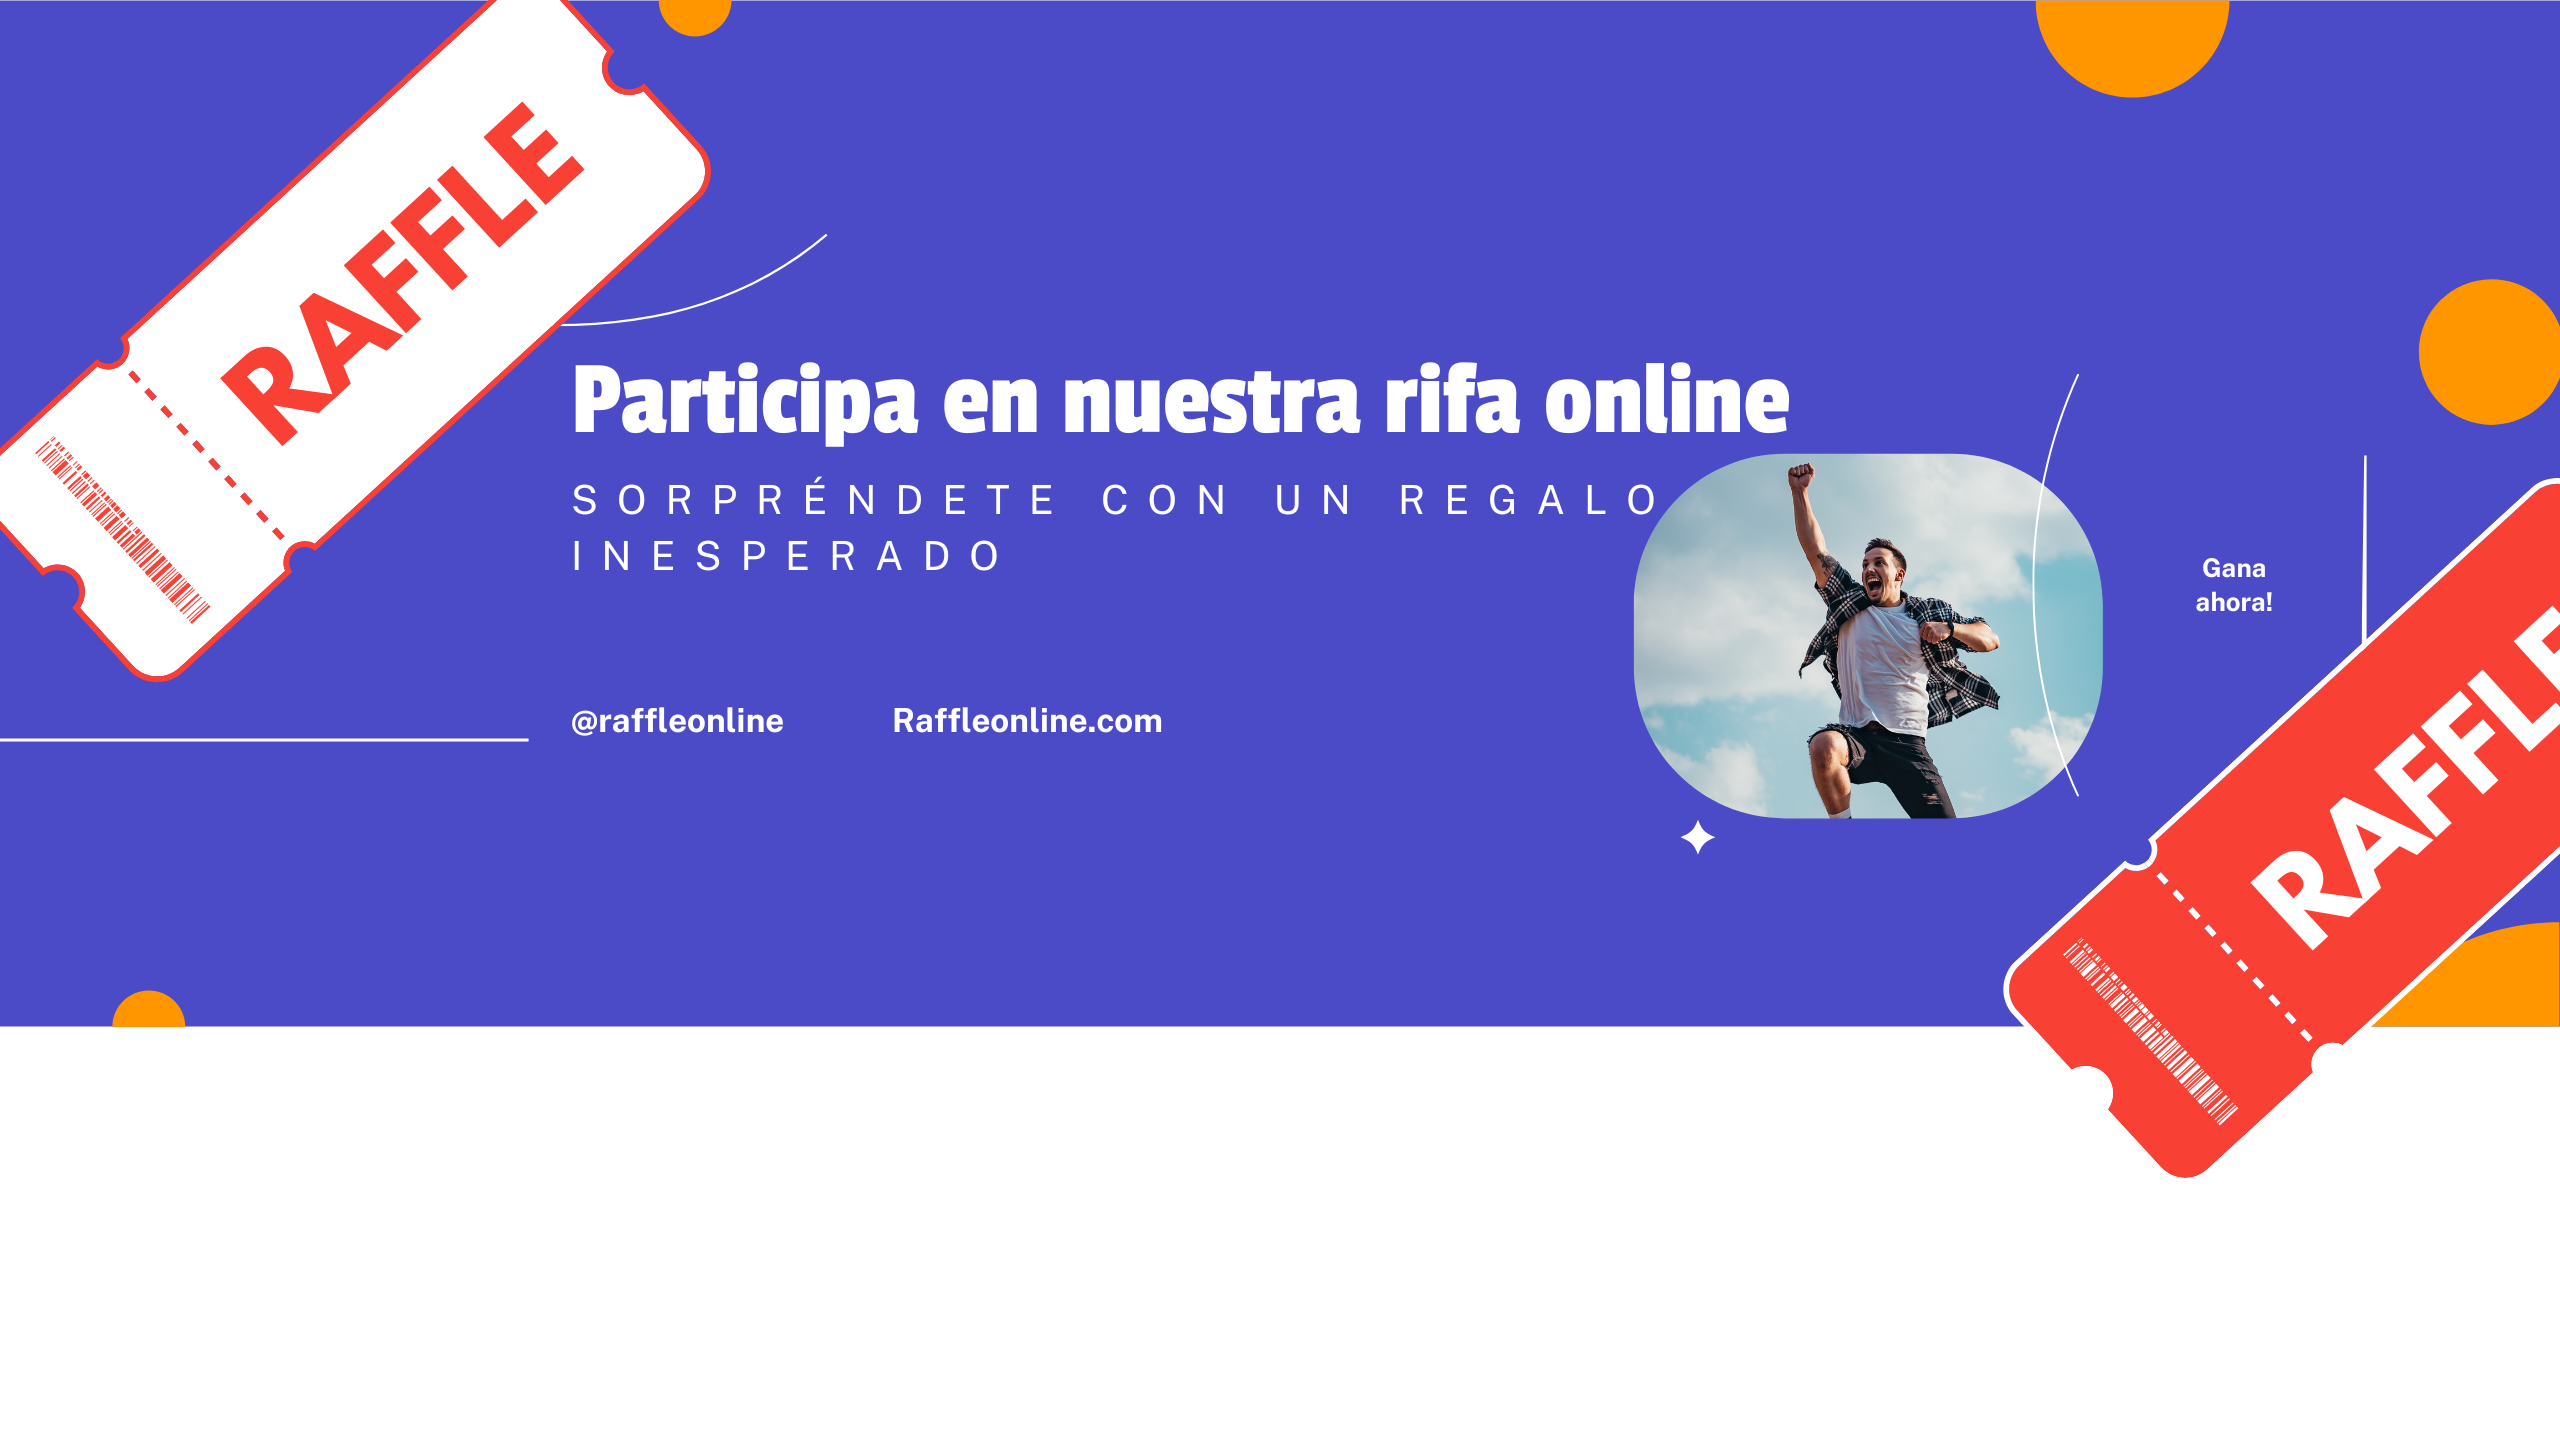 RAFFLE
Participa en nuestra rifa online
SORPRÉNDETE CON UN REGALO
INESPERADO
Gana
ahora!
@raffleonline
Raffleonline.com
RAFFLE